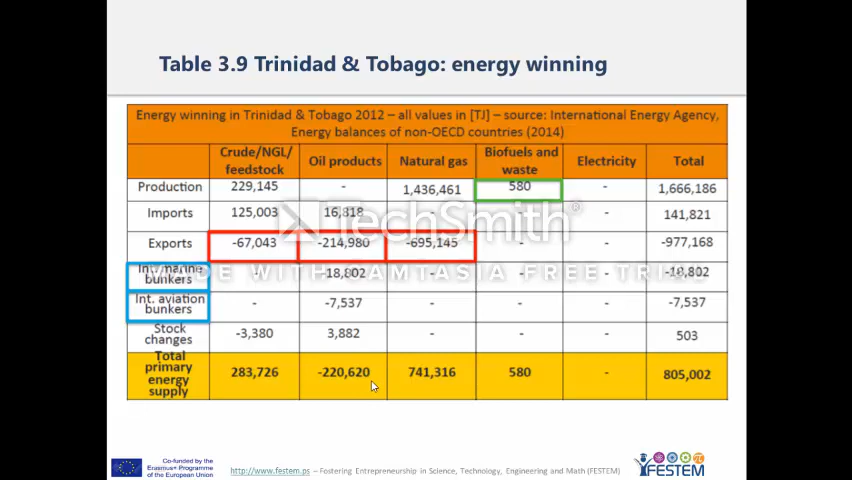 Table 3.9 Trinidad & Tobago: energy winning
Energy winning in Trinidad & Tobago 2012 – all values in [TJ] – source: International Energy Agency,
Energy balances of non-OECD countries (2014)
Crude/NGL/ feedstock Oil products Natural gas Biofuels and waste Electricity Total
Production 229,145 - 1,436,461 580 - 1,666,186
Imports 125,003 16,818 - - - 141,821
Exports -67,043 -214,980 -695,145 - - -977,168
Int. marine bunkers - -18,802 - - - -18,802
Int. aviation bunkers - -7,537 - - - -7,537
Stock changes -3,380 3,882 - - - 503
Total primary energy supply 283,726 -220,620 741,316 580 - 805,002
TechSmith®
MADE WITH CAMTASIA FREE TRIAL
Co-funded by the
Erasmus+ Programme
of the European Union
http://www.festem.ps – Fostering Entrepreneurship in Science, Technology, Engineering and Math (FESTEM)
FESTEM